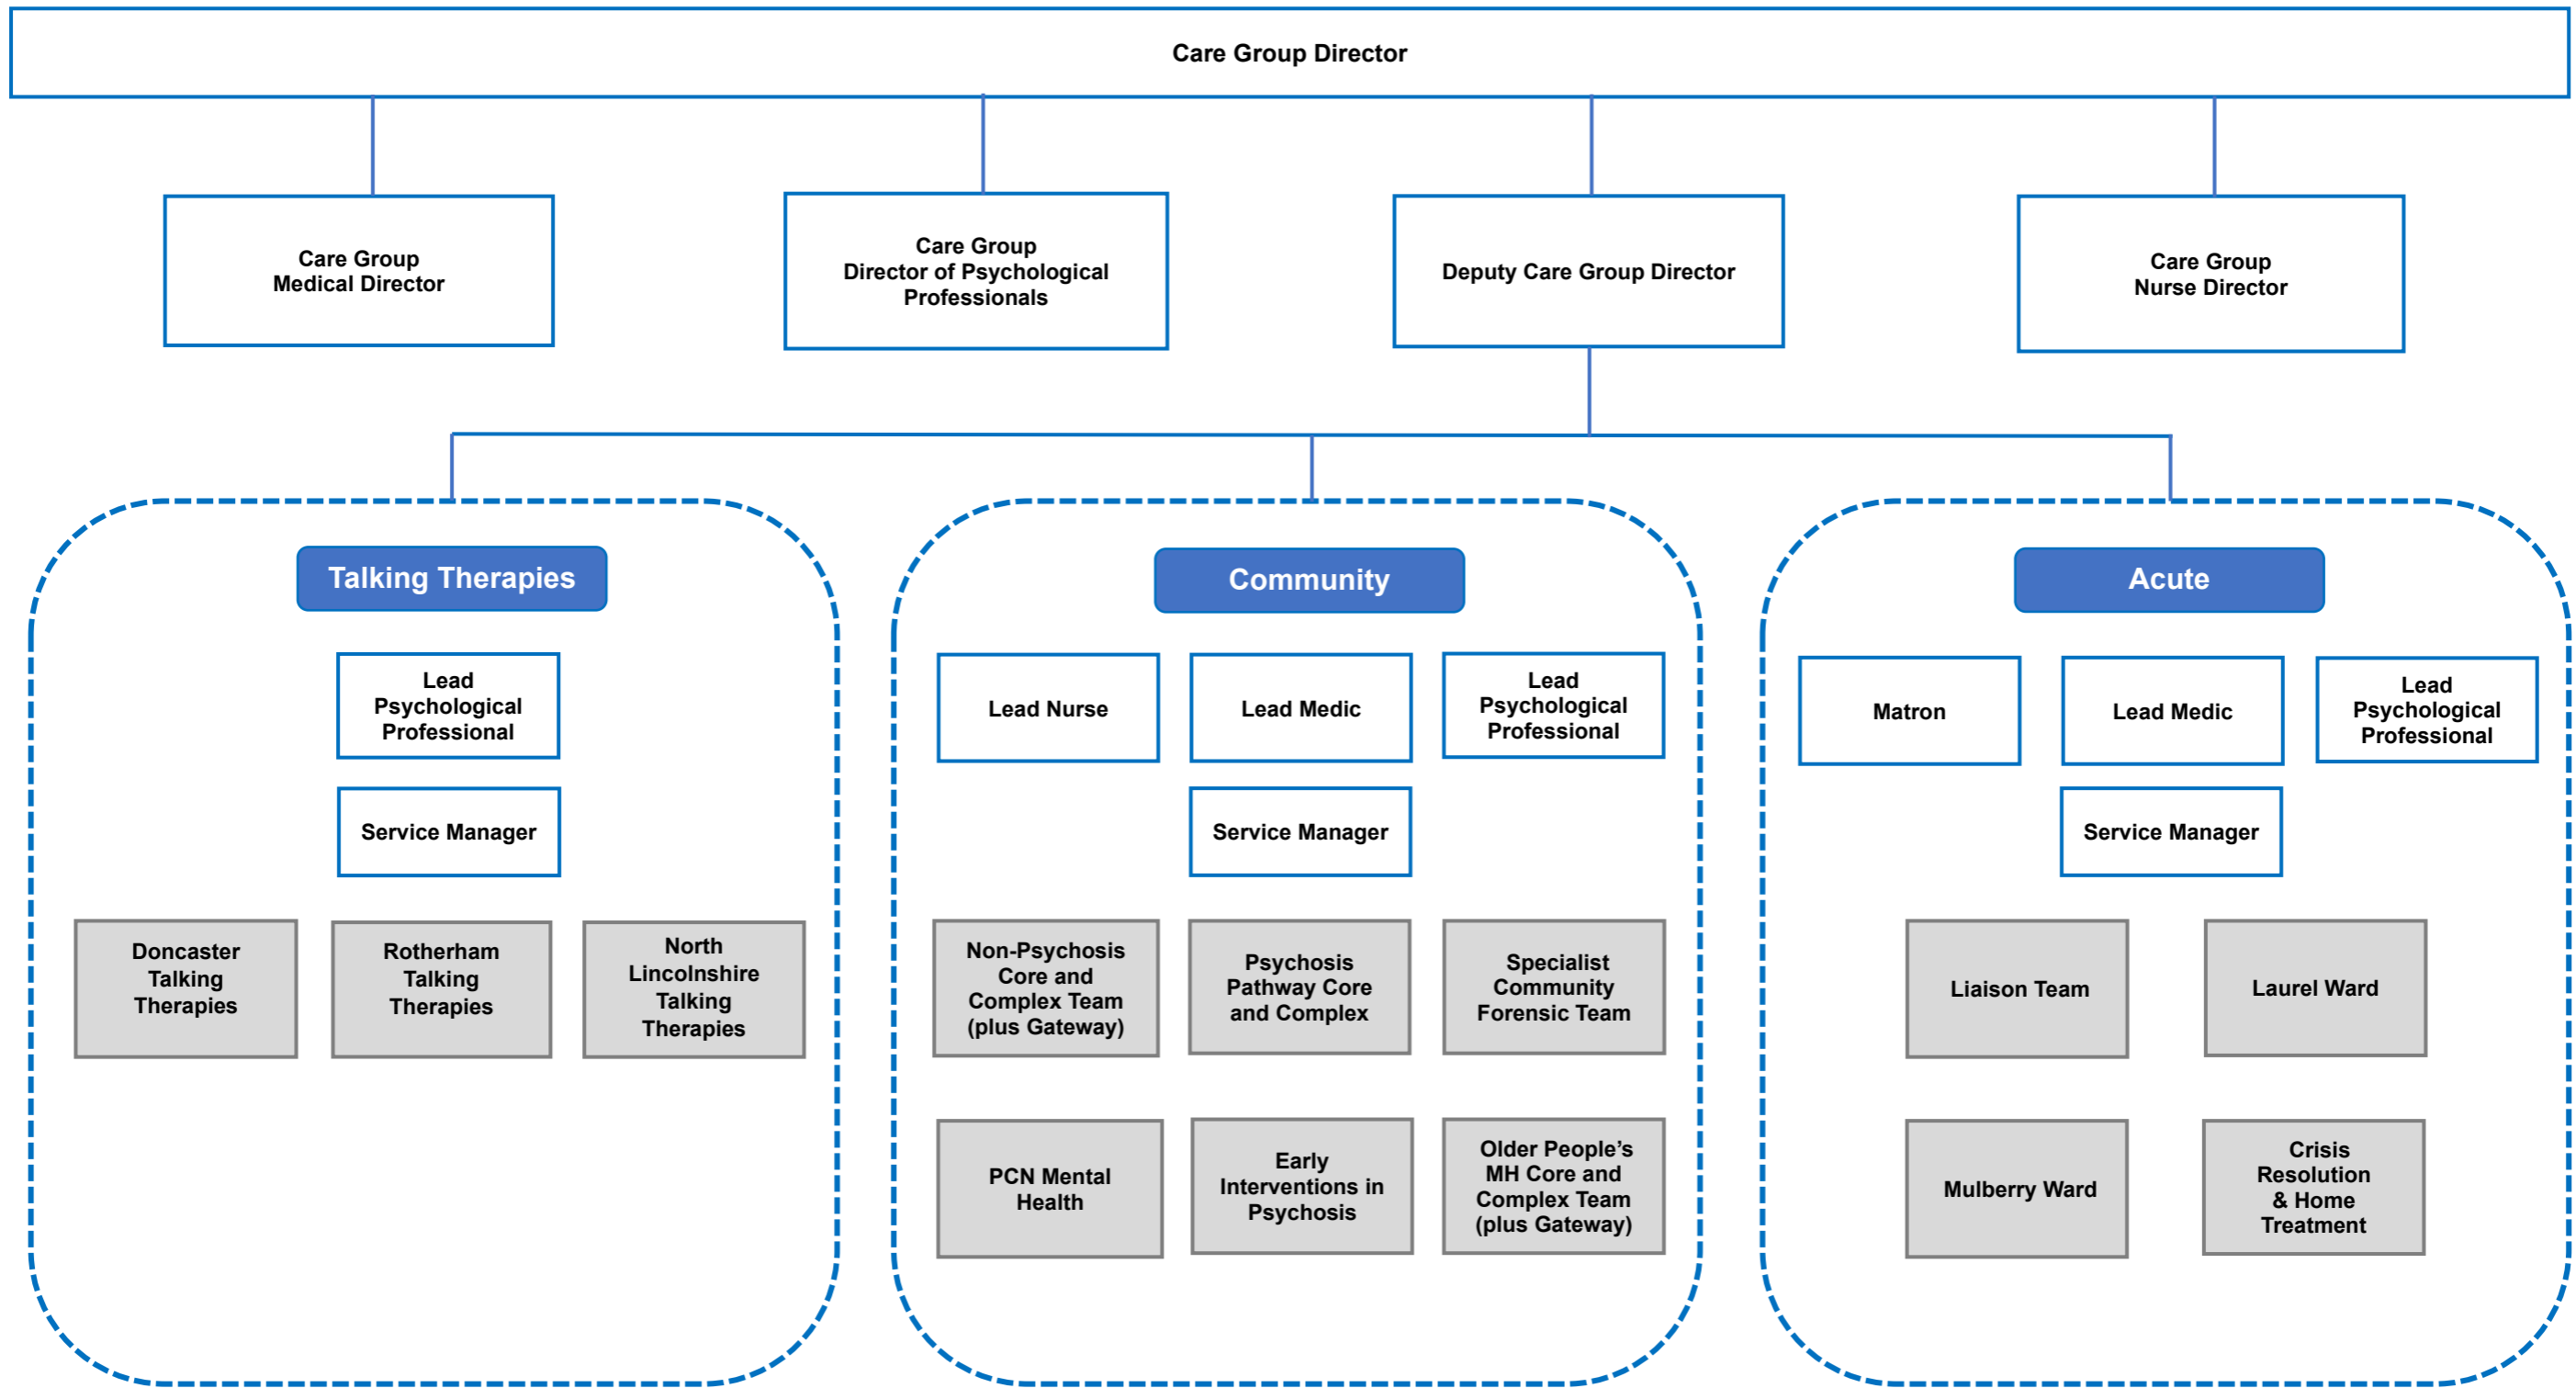 Care Group Director
Care Group
Medical Director
Care Group
Director of Psychological
Professionals
Deputy Care Group Director
Care Group
Nurse Director
Talking Therapies
Lead
Psychological
Professional
Service Manager
Doncaster
Talking
Therapies
Rotherham
Talking
Therapies
North
Lincolnshire
Talking
Therapies
Community
Lead Nurse
Lead Medic
Lead
Psychological
Professional
Service Manager
Non-Psychosis
Core and
Complex Team
(plus Gateway)
Psychosis
Pathway Core
and Complex
Specialist
Community
Forensic Team
PCN Mental
Health
Early
Interventions in
Psychosis
Older People’s
MH Core and
Complex Team
(plus Gateway)
Acute
Matron
Lead Medic
Lead
Psychological
Professional
Service Manager
Liaison Team
Laurel Ward
Mulberry Ward
Crisis
Resolution
& Home
Treatment